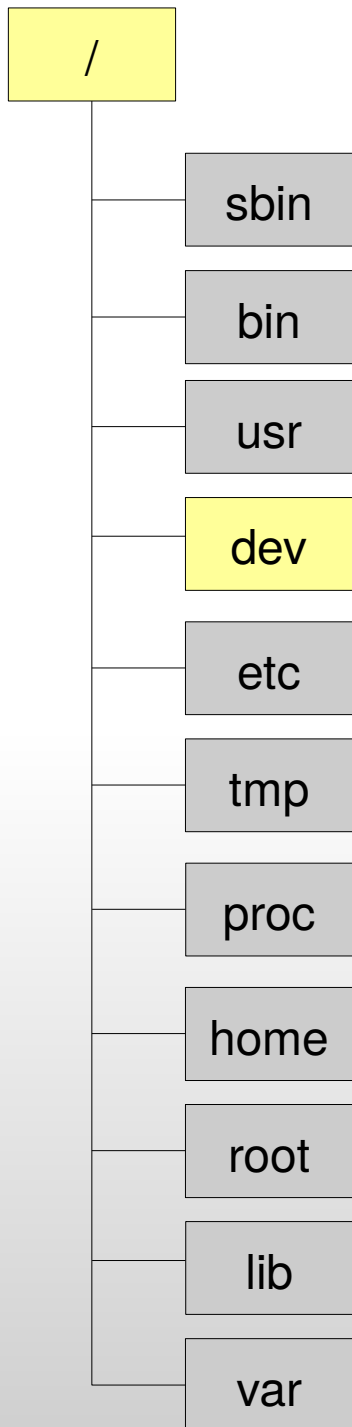 /
sbin
bin
usr
dev
etc
tmp
proc
home
root
lib
var